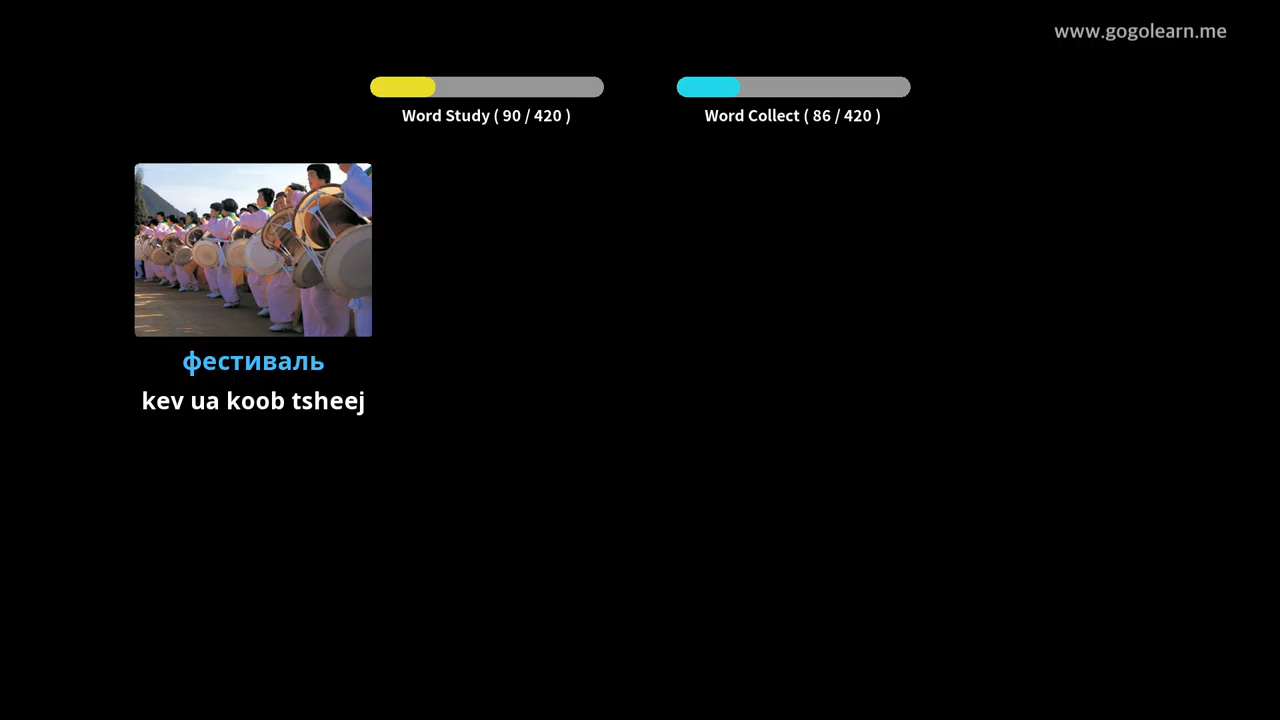 www.gogolearn.me
Word Study ( 90 / 420 )
Word Collect ( 86 / 420 )
фестиваль
kev ua koob tsheej